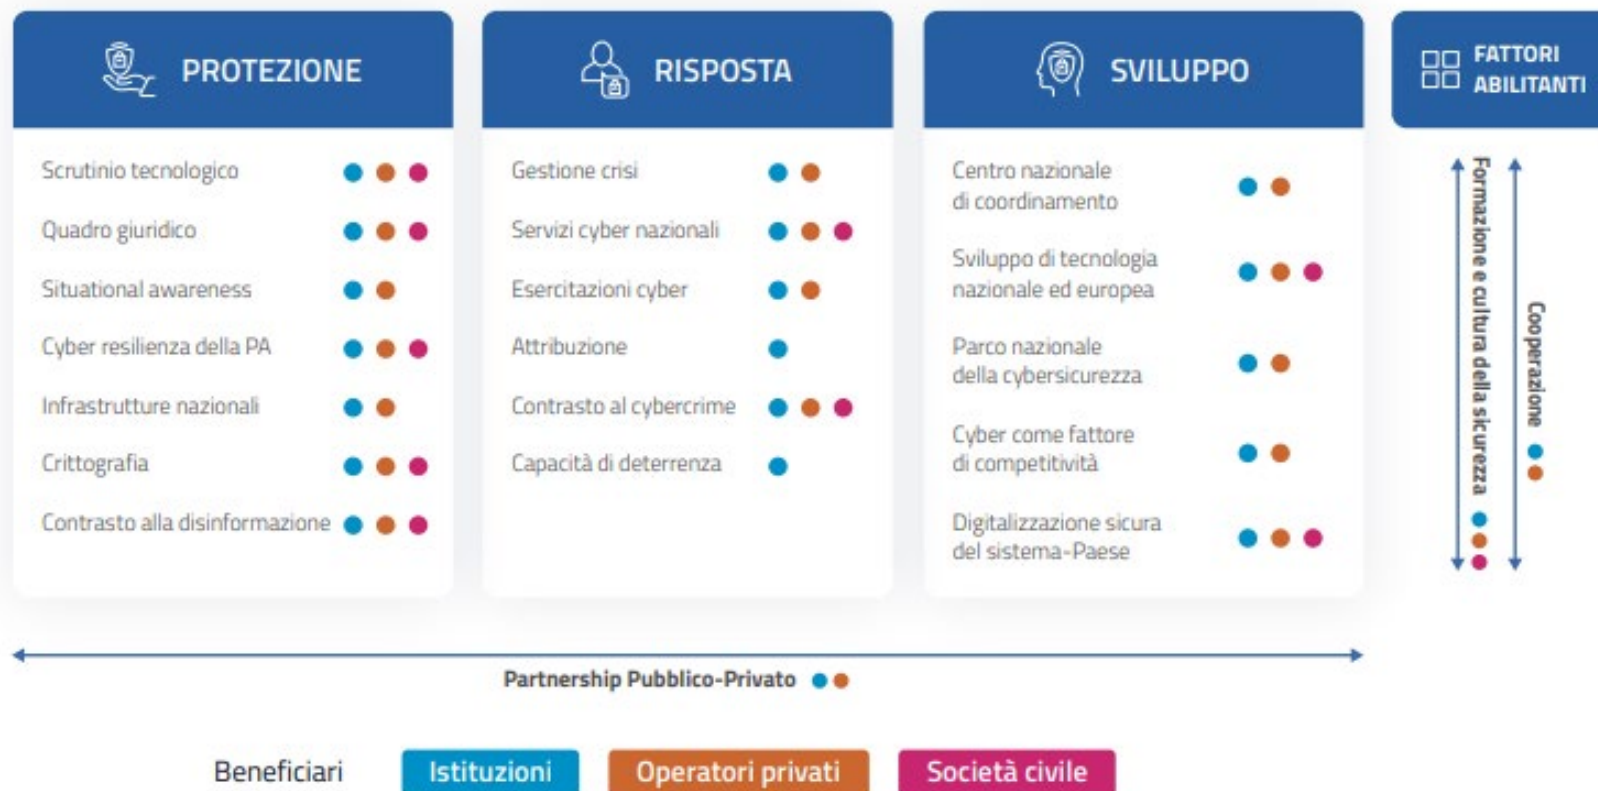 PROTEZIONE
Scrutinio tecnologico
Quadro giuridico
Situational awareness
Cyber resilienza della PA
Infrastrutture nazionali
Crittografia
Contrasto alla disinformazione
RISPOSTA
Gestione crisi
Servizi cyber nazionali
Esercitazioni cyber
Attribuzione
Contrasto al cybercrime
Capacità di deterrenza
SVILUPPO
Centro nazionale
di coordinamento
Sviluppo di tecnologia
nazionale ed europea
Parco nazionale
della cybersicurezza
Cyber come fattore
di competitività
Digitalizzazione sicura
del sistema-Paese
FATTORI
ABILITANTI
Formazione e cultura della sicurezza
Cooperazione
Partnership Pubblico-Privato
Beneficiari
Istituzioni
Operatori privati
Società civile